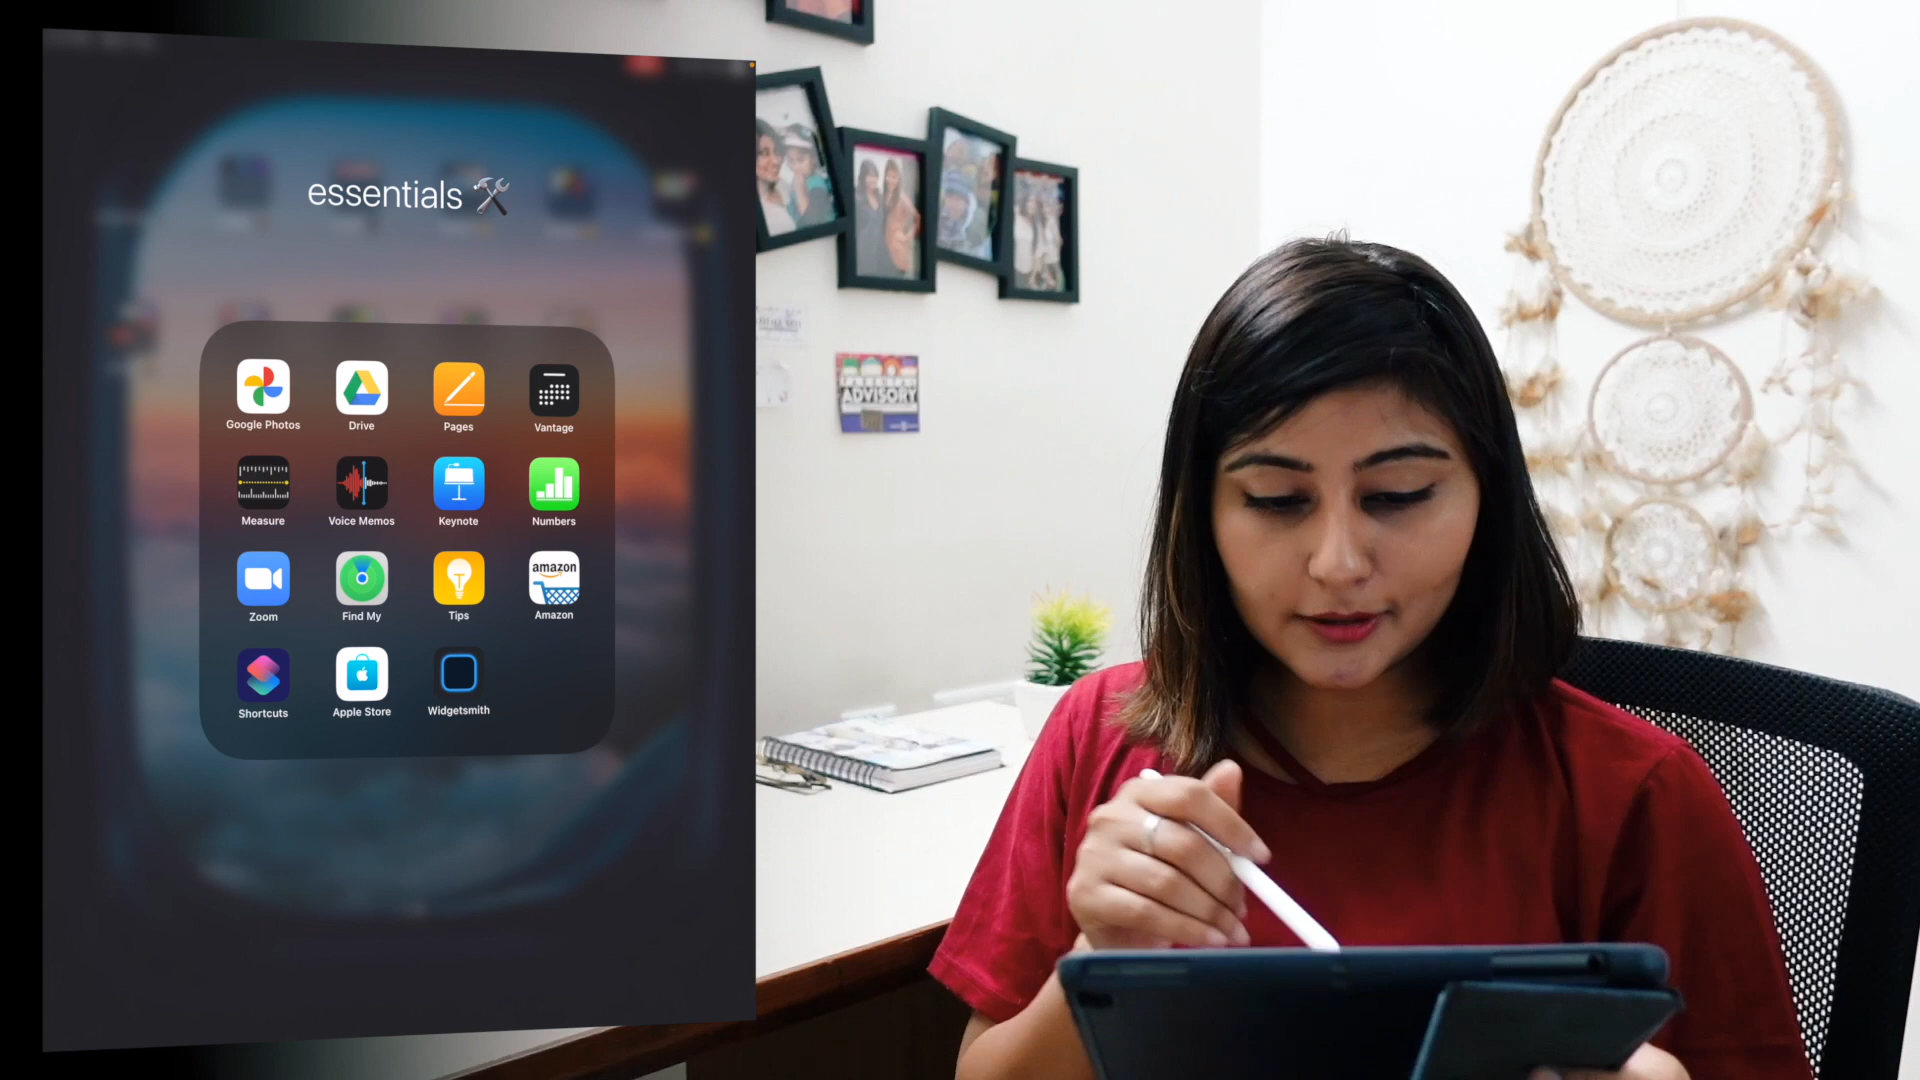 essentials 🛠
Google Photos
Drive
Pages
Vantage
Measure
Voice Memos
Keynote
Numbers
Zoom
Find My
Tips
amazon
Amazon
Shortcuts
Apple Store
Widgetsmith
ADVISORY